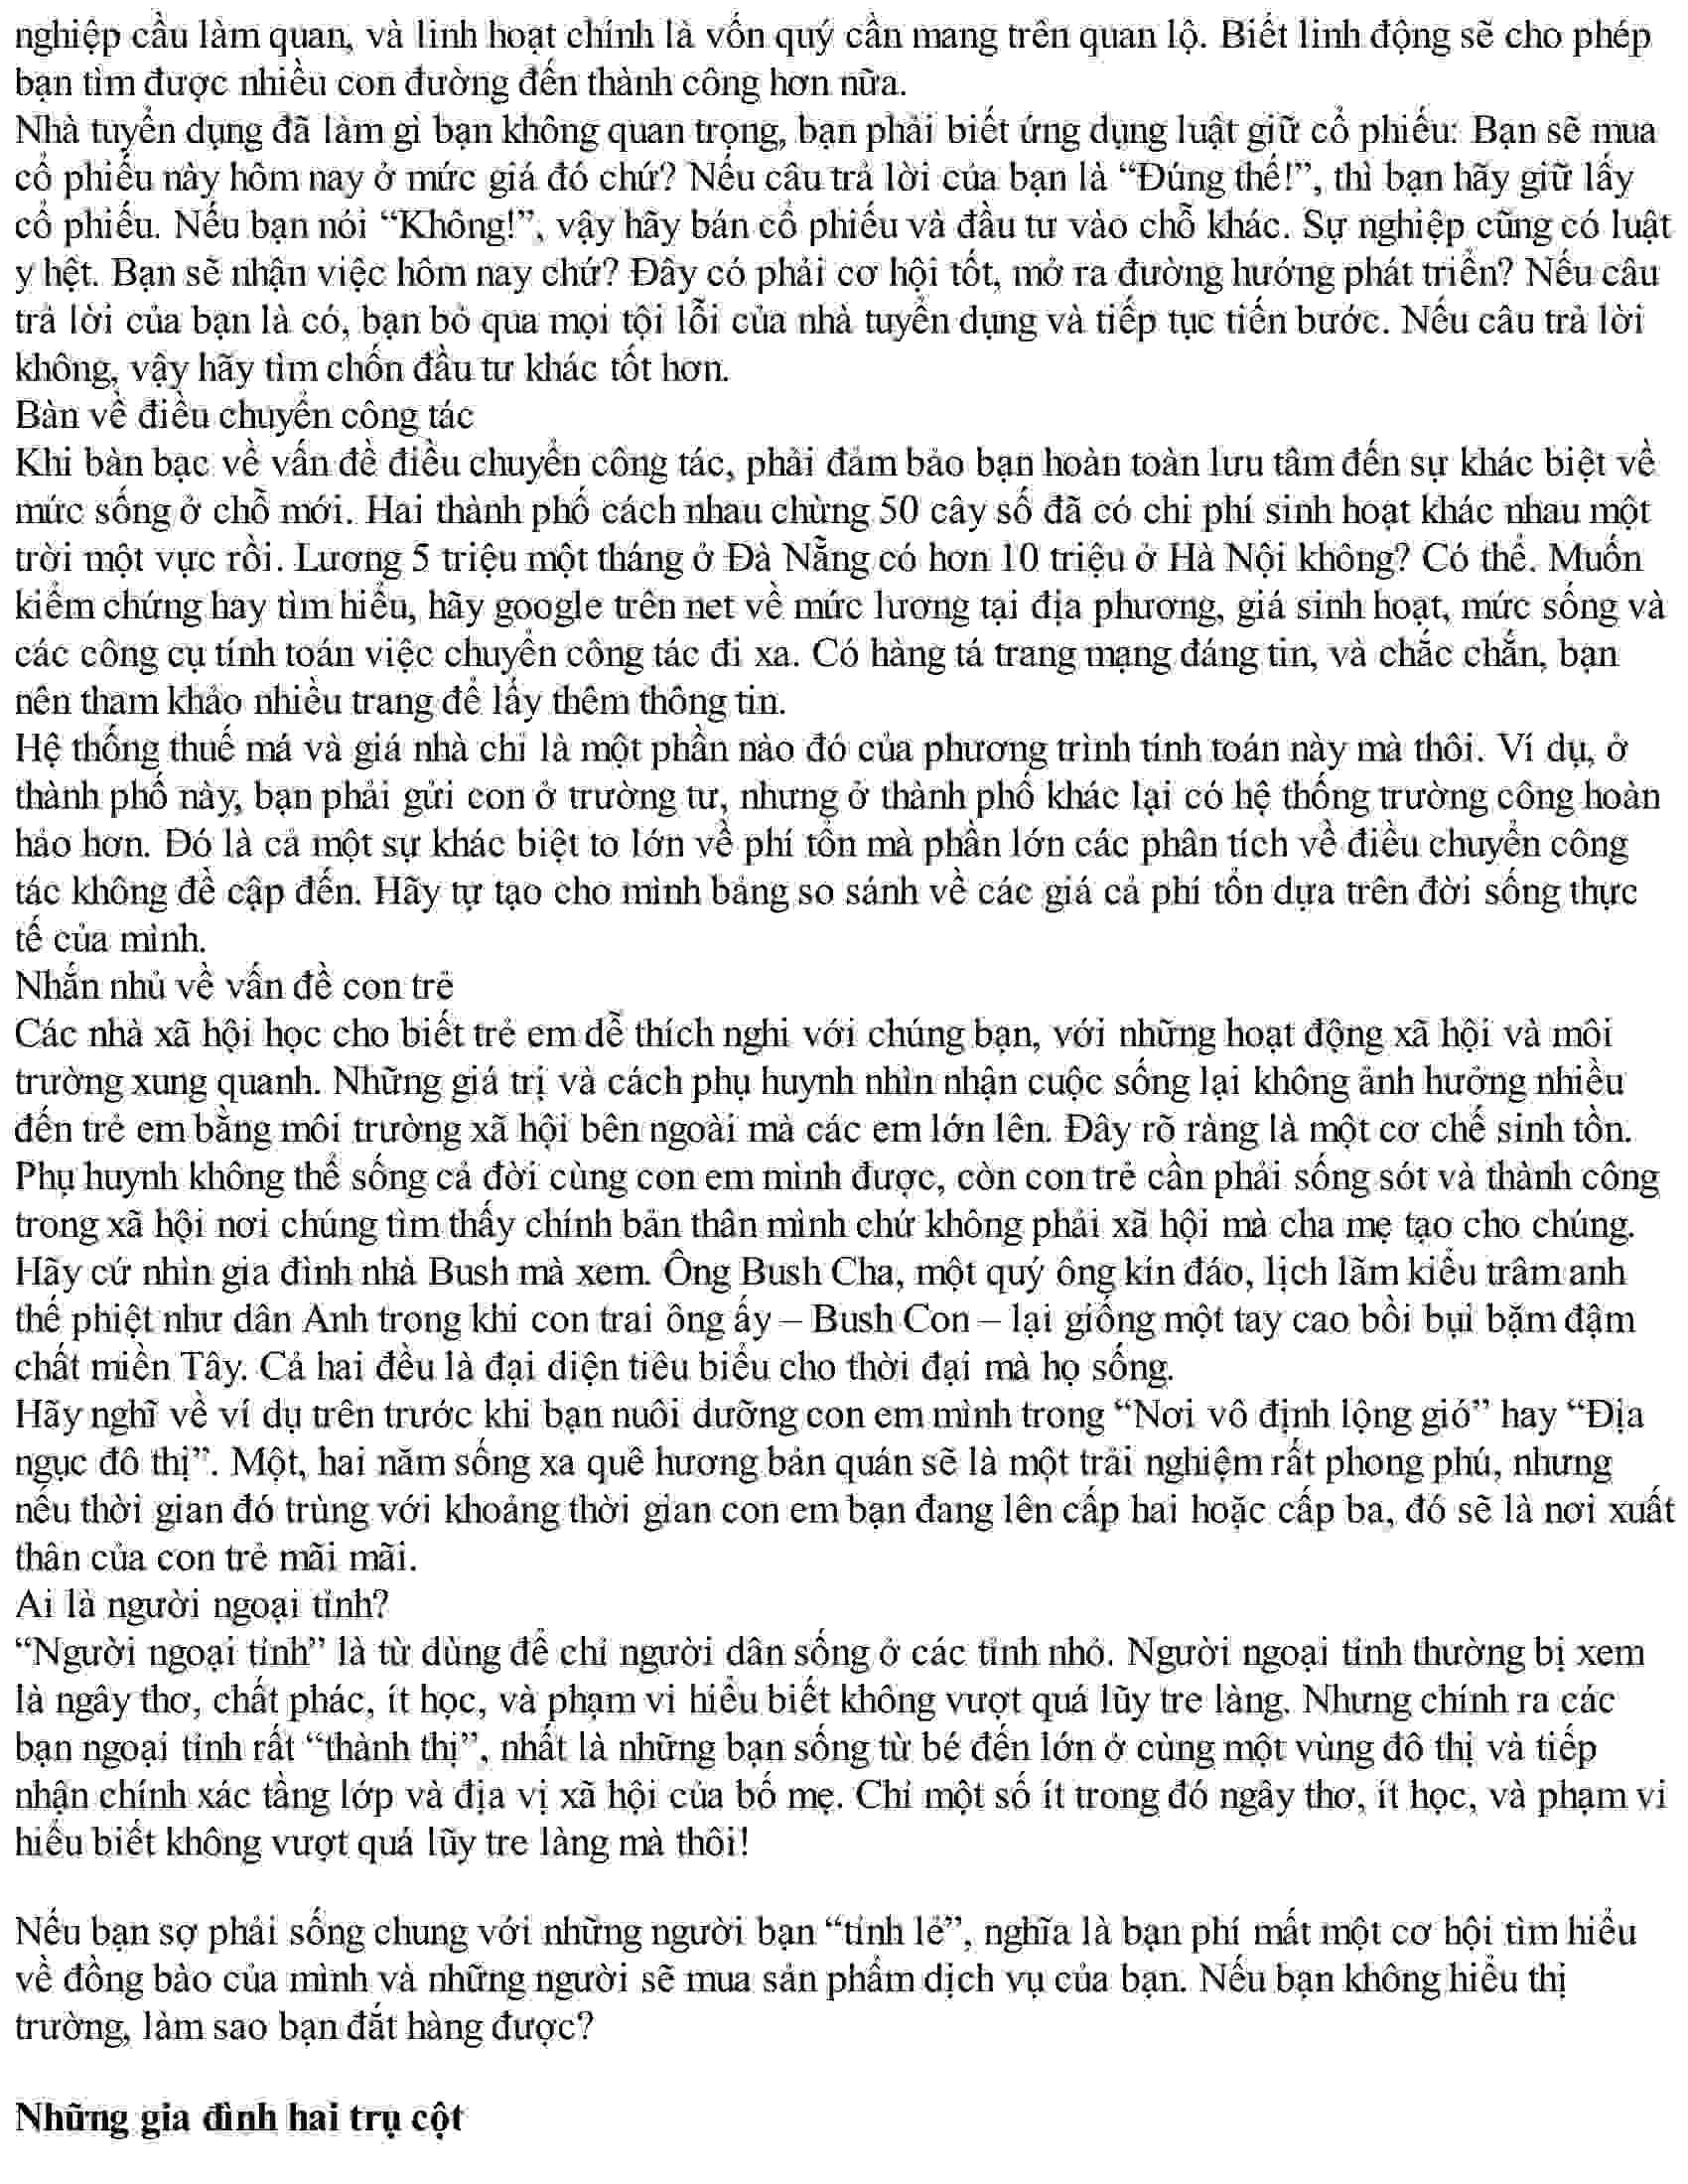 nghiệp cầu làm quan, và linh hoạt chính là vốn quý cần mang trên quan lộ. Biết linh động sẽ cho phép
bạn tìm được nhiều con đường đến thành công hơn nữa.
Nhà tuyển dụng đã làm gì bạn không quan trọng, bạn phải biết ứng dụng luật giữ cổ phiếu: Bạn sẽ mua
cổ phiếu này hôm nay ở mức giá đó chứ? Nếu câu trả lời của bạn là “Đúng thế!”, thì bạn hãy giữ lấy
cổ phiếu. Nếu bạn nói “Không!”, vậy hãy bán cổ phiếu và đầu tư vào chỗ khác. Sự nghiệp cũng có luật
y hệt. Bạn sẽ nhận việc hôm nay chứ? Đây có phải cơ hội tốt, mở ra đường hướng phát triển? Nếu câu
trả lời của bạn là có, bạn bỏ qua mọi tội lỗi của nhà tuyển dụng và tiếp tục tiến bước. Nếu câu trả lời
không, vậy hãy tìm chốn đầu tư khác tốt hơn.
Bàn về điều chuyển công tác
Khi bàn bạc về vấn đề điều chuyển công tác, phải đảm bảo bạn hoàn toàn lưu tâm đến sự khác biệt về
mức sống ở chỗ mới. Hai thành phố cách nhau chừng 50 cây số đã có chi phí sinh hoạt khác nhau một
trời một vực rồi. Lương 5 triệu một tháng ở Đà Nẵng có hơn 10 triệu ở Hà Nội không? Có thể. Muốn
kiểm chứng hay tìm hiểu, hãy google trên net về mức lương tại địa phương, giá sinh hoạt, mức sống và
các công cụ tính toán việc chuyển công tác đi xa. Có hàng tá trang mạng đáng tin, và chắc chắn, bạn
nên tham khảo nhiều trang để lấy thêm thông tin.
Hệ thống thuế má và giá nhà chỉ là một phần nào đó của phương trình tính toán này mà thôi. Ví dụ, ở
thành phố này, bạn phải gửi con ở trường tư, nhưng ở thành phố khác lại có hệ thống trường công hoàn
hảo hơn. Đó là cả một sự khác biệt to lớn về phí tổn mà phần lớn các phân tích về điều chuyển công
tác không đề cập đến. Hãy tự tạo cho mình bảng so sánh về các giá cả phí tổn dựa trên đời sống thực
tế của mình.
Nhắn nhủ về vấn đề con trẻ
Các nhà xã hội học cho biết trẻ em dễ thích nghi với chúng bạn, với những hoạt động xã hội và môi
trường xung quanh. Những giá trị và cách phụ huynh nhìn nhận cuộc sống lại không ảnh hưởng nhiều
đến trẻ em bằng môi trường xã hội bên ngoài mà các em lớn lên. Đây rõ ràng là một cơ chế sinh tồn.
Phụ huynh không thể sống cả đời cùng con em mình được, còn con trẻ cần phải sống sót và thành công
trong xã hội nơi chúng tìm thấy chính bản thân mình chứ không phải xã hội mà cha mẹ tạo cho chúng.
Hãy cứ nhìn gia đình nhà Bush mà xem. Ông Bush Cha, một quý ông kín đáo, lịch lãm kiểu trâm anh
thế phiệt như dân Anh trong khi con trai ông ấy – Bush Con – lại giống một tay cao bồi bụi bặm đậm
chất miền Tây. Cả hai đều là đại diện tiêu biểu cho thời đại mà họ sống.
Hãy nghĩ về ví dụ trên trước khi bạn nuôi dưỡng con em mình trong “Nơi vô định lộng gió” hay “Địa
ngục đô thị”. Một, hai năm sống xa quê hương bản quán sẽ là một trải nghiệm rất phong phú, nhưng
nếu thời gian đó trùng với khoảng thời gian con em bạn đang lên cấp hai hoặc cấp ba, đó sẽ là nơi xuất
thân của con trẻ mãi mãi.
Ai là người ngoại tỉnh?
“Người ngoại tỉnh” là từ dùng để chỉ người dân sống ở các tỉnh nhỏ. Người ngoại tỉnh thường bị xem
là ngây thơ, chất phác, ít học, và phạm vi hiểu biết không vượt quá lũy tre làng. Nhưng chính ra các
bạn ngoại tỉnh rất “thành thị”, nhất là những bạn sống từ bé đến lớn ở cùng một vùng đô thị và tiếp
nhận chính xác tầng lớp và địa vị xã hội của bố mẹ. Chỉ một số ít trong đó ngây thơ, ít học, và phạm vi
hiểu biết không vượt quá lũy tre làng mà thôi!
Nếu bạn sợ phải sống chung với những người bạn “tỉnh lẻ”, nghĩa là bạn phí mất một cơ hội tìm hiểu
về đồng bào của mình và những người sẽ mua sản phẩm dịch vụ của bạn. Nếu bạn không hiểu thị
trường, làm sao bạn đắt hàng được?
Những gia đình hai trụ cột